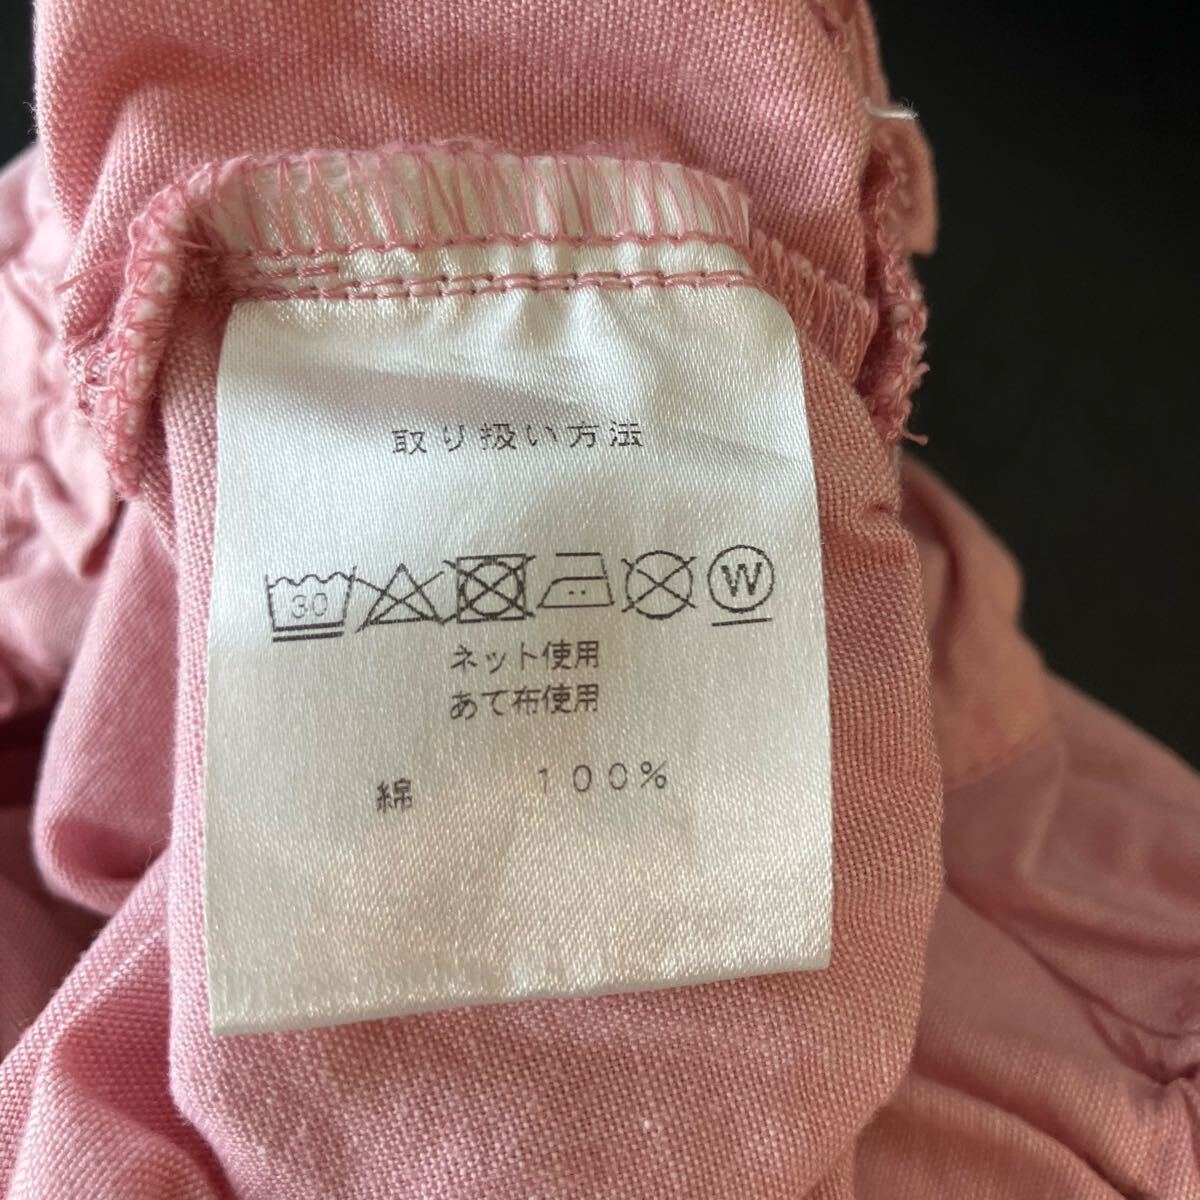 取り扱い方法
30 W
ネット使用
あて布使用
綿 100%